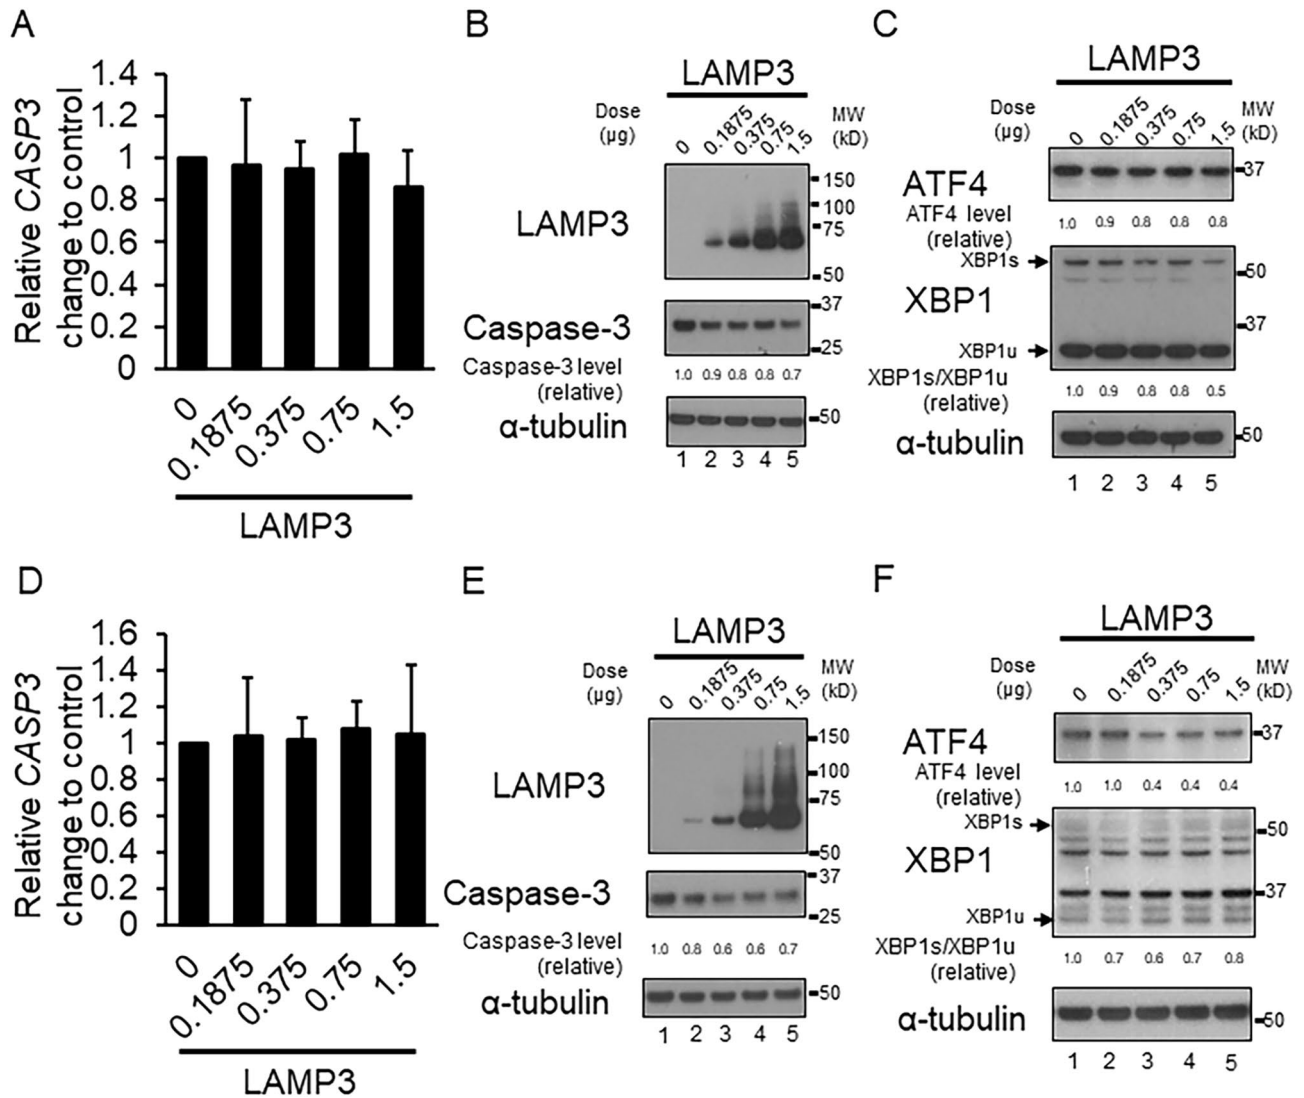 A
Relative CASP3
change to control
1.4
1.2
1
0.8
0.6
0.4
0.2
0
0
0.1875
0.375
0.75
1.5
LAMP3
B
LAMP3
Dose
(µg)
0
0.1875
0.375
0.75
1.5
MW
(kD)
LAMP3
150
100
75
50
Caspase-3
37
25
Caspase-3 level
(relative)
1.0 0.9 0.8 0.8 0.7
α-tubulin
50
1 2 3 4 5
C
LAMP3
Dose
(µg)
0
0.1875
0.375
0.75
1.5
MW
(kD)
ATF4
37
ATF4 level
(relative)
1.0 0.9 0.8 0.8 0.8
XBP1s
50
XBP1
37
XBP1u
XBP1s/XBP1u
(relative)
1.0 0.9 0.8 0.8 0.5
α-tubulin
50
1 2 3 4 5
D
Relative CASP3
change to control
1.6
1.4
1.2
1
0.8
0.6
0.4
0.2
0
0
0.1875
0.375
0.75
1.5
LAMP3
E
LAMP3
Dose
(µg)
0
0.1875
0.375
0.75
1.5
MW
(kD)
LAMP3
150
100
75
50
Caspase-3
37
25
Caspase-3 level
(relative)
1.0 0.8 0.6 0.6 0.7
α-tubulin
50
1 2 3 4 5
F
LAMP3
Dose
(µg)
0
0.1875
0.375
0.75
1.5
MW
(kD)
ATF4
37
ATF4 level
(relative)
1.0 1.0 0.4 0.4 0.4
XBP1s
50
XBP1
37
XBP1u
XBP1s/XBP1u
(relative)
1.0 0.7 0.6 0.7 0.8
α-tubulin
50
1 2 3 4 5